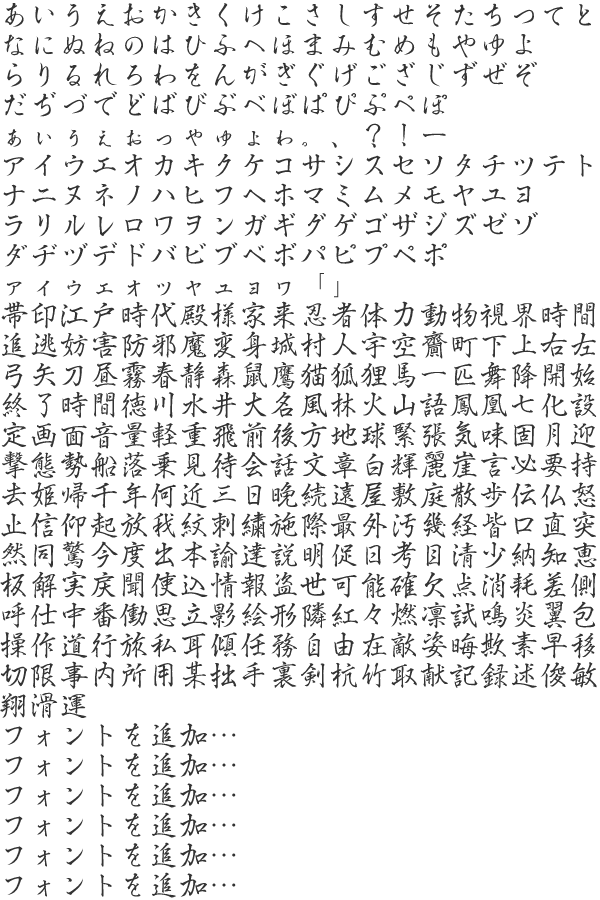 あいうえおかきくけこさしすせそたちつてと
なにぬねのはひふへほまみむめもやゆよ
らりるれろわをんがぎぐげござじずぜぞ
だぢづでどばびぶべぼぱぴぷぺぽ
ぁぃぅぇぉっゃゅょゎ。、？！ー
アイウエオカキクケコサシスセソタチツテト
ナニヌネノハヒフヘホマミムメモヤユヨ
ラリルレロワヲンガギグゲゴザジズゼゾ
ダヂヅデドバビブベボパピプペポ
ァィゥェォッャュョヮ「」
帯印江戸時代殿様家来忍者体力動物視界時間
追逃妨害防邪魔変身城村人宇空齎町下上右左
弓矢刀昼霧春静森鼠鷹猫狐狸馬一匹舞降開始
終了時間徳川水井大名風林火山語鳳凰七化設
定画面音量軽重飛前後方地球緊張気味固月迎
撃態勢船落乗見待会話文章白輝麗崖言必要持
去姫帰千年何近三日晩続遠屋敷庭散歩伝仏怒
止信仰起放我紋刺繍施際最外汚幾経皆口直突
然同驚今度出本諭達説明促日考目清少納知恵
板解実戻聞使込情報盗世可能確欠点消耗差側
呼仕中番働思立影絵形隣紅々燃凛試鳴炎翼包
操作道行旅私耳傾任務自由在敵姿晦欺素早移
切限事内所用某拙手裏剣杭竹取献記録述俊敏
翔滑運
フォントを追加…
フォントを追加…
フォントを追加…
フォントを追加…
フォントを追加…
フォントを追加…